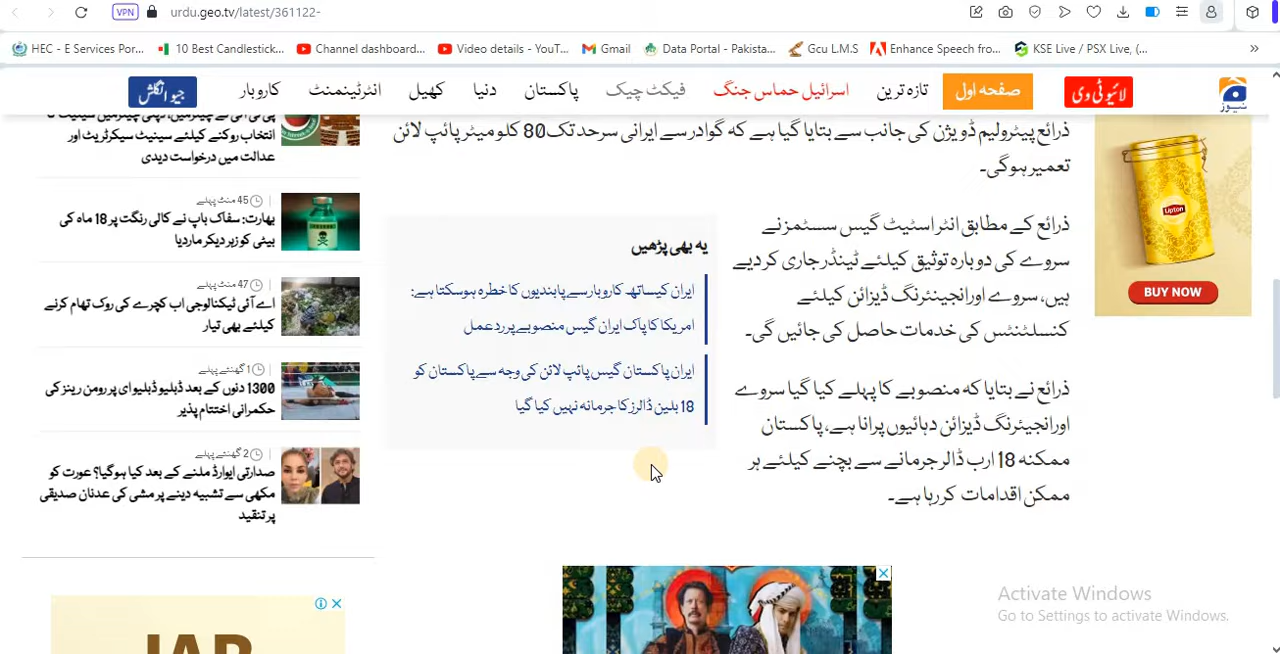 VPN
urdu.geo.tv/latest/361122-
HEC - E Services Por...
10 Best Candlestick...
Channel dashboard...
Video details - YouT...
Gmail
Data Portal - Pakista...
Gcu L.M.S
Enhance Speech fro...
KSE Live / PSX Live, (...
»
نیوز
لائیو ٹی وی
صفحہ اول
تازہ ترین
اسرائیل حماس جنگ
فیکٹ چیک
پاکستان
دنیا
کھیل
انٹرٹینمنٹ
کاروبار
جیو انگلش
ذرائع پیٹرولیم ڈویژن کی جانب سے بتایا گیا ہے کہ گوادر سے ایرانی سرحد تک 80 کلو میٹر پائپ لائن
تعمیر ہوگی۔
ذرائع کے مطابق انٹر اسٹیٹ گیس سسٹمز نے
سروے کی دوبارہ توثیق کیلئے ٹینڈر جاری کر دیے
ہیں، سروے اور انجینئرنگ ڈیزائن کیلئے
کنسلٹنٹس کی خدمات حاصل کی جائیں گی۔
ذرائع نے بتایا کہ منصوبے کا پہلے کیا گیا سروے
اور انجیئرنگ ڈیزائن دہائیوں پرانا ہے، پاکستان
ممکنہ 18 ارب ڈالر جرمانے سے بچنے کیلئے ہر
ممکن اقدامات کر رہا ہے۔
یہ بھی پڑھیں
ایران کیساتھ کاروبار سے پابندیوں کا خطرہ ہوسکتا ہے:
امریکا کا پاک ایران گیس منصوبے پر ردعمل
ایران پاکستان گیس پائپ لائن کی وجہ سے پاکستان کو
18 بلین ڈالرز کا جرمانہ نہیں کیا گیا
انتخاب روکنے کیلئے سینیٹ سیکرٹریٹ اور
عدالت میں درخواست دیدی
45 منٹ پہلے
بھارت: سفاک باپ نے کالی رنگت پر 18 ماہ کی
بیٹی کو زہر دیکر مار دیا
47 منٹ پہلے
اے آئی ٹیکنالوجی اب کچرے کی روک تھام کرنے
کیلئے بھی تیار
1 گھنٹے پہلے
1300 دنوں کے بعد ڈبلیو ڈبلیو ای پر رومن رینز کی
حکمرانی اختتام پذیر
2 گھنٹے پہلے
صدارتی ایوارڈ ملنے کے بعد کیا ہوگیا؟ عورت کو
مکھی سے تشبیہ دینے پر مشی کی عدنان صدیقی
پر تنقید
Lipton
BUY NOW
Activate Windows
Go to Settings to activate Windows.